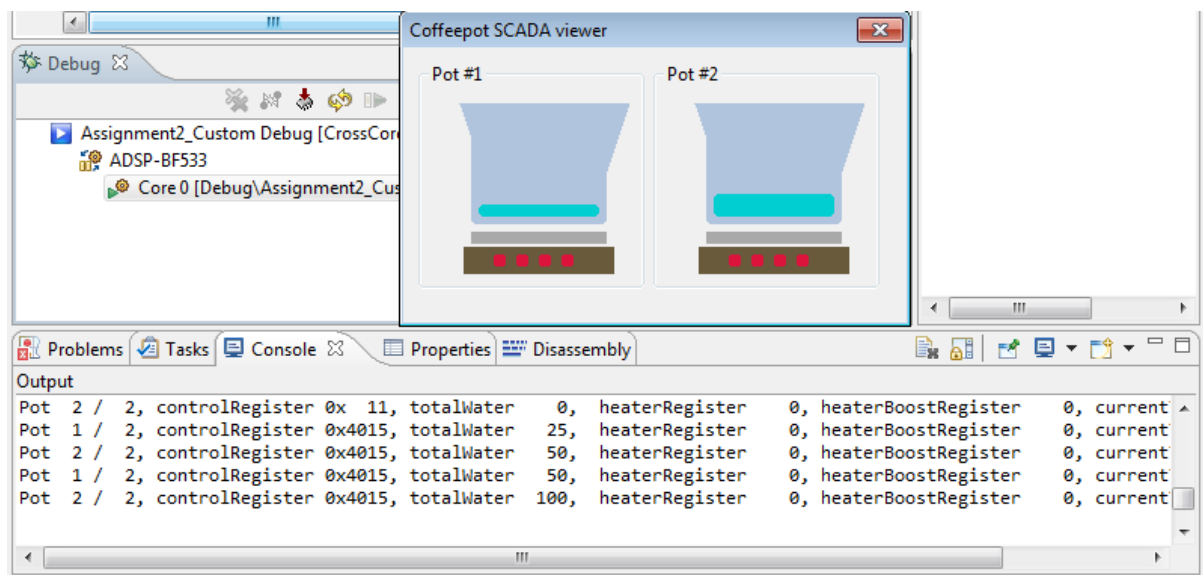 Coffeepot SCADA viewer
Debug
Pot #1
Pot #2
Assignment2_Custom Debug [CrossCor
ADSP-BF533
Core 0 [Debug\Assignment2_Cus
Problems Tasks Console Properties Disassembly
Output
Pot 2 / 2, controlRegister 0x 11, totalWater 0, heaterRegister 0, heaterBoostRegister 0, current
Pot 1 / 2, controlRegister 0x4015, totalWater 25, heaterRegister 0, heaterBoostRegister 0, current
Pot 2 / 2, controlRegister 0x4015, totalWater 50, heaterRegister 0, heaterBoostRegister 0, current
Pot 1 / 2, controlRegister 0x4015, totalWater 50, heaterRegister 0, heaterBoostRegister 0, current
Pot 2 / 2, controlRegister 0x4015, totalWater 100, heaterRegister 0, heaterBoostRegister 0, current